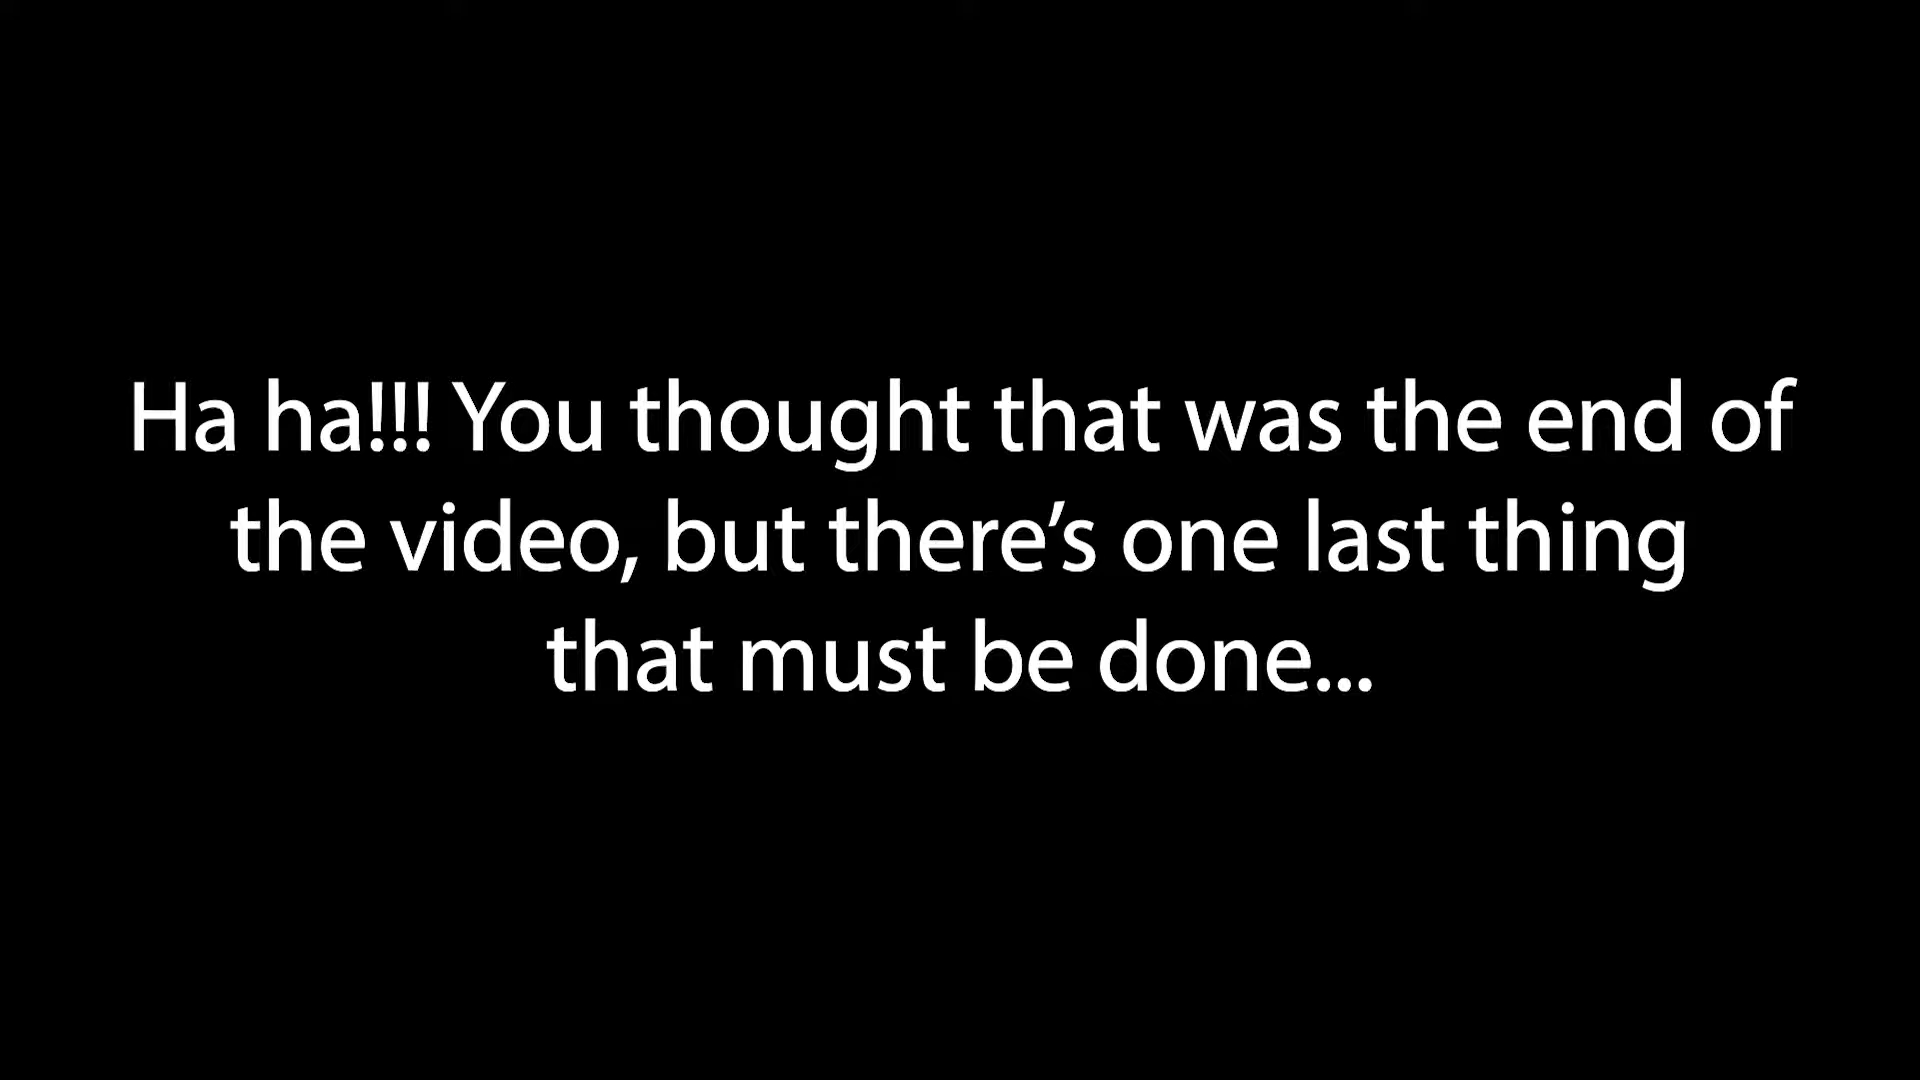 Ha ha!!! You thought that was the end of
the video, but there’s one last thing
that must be done...